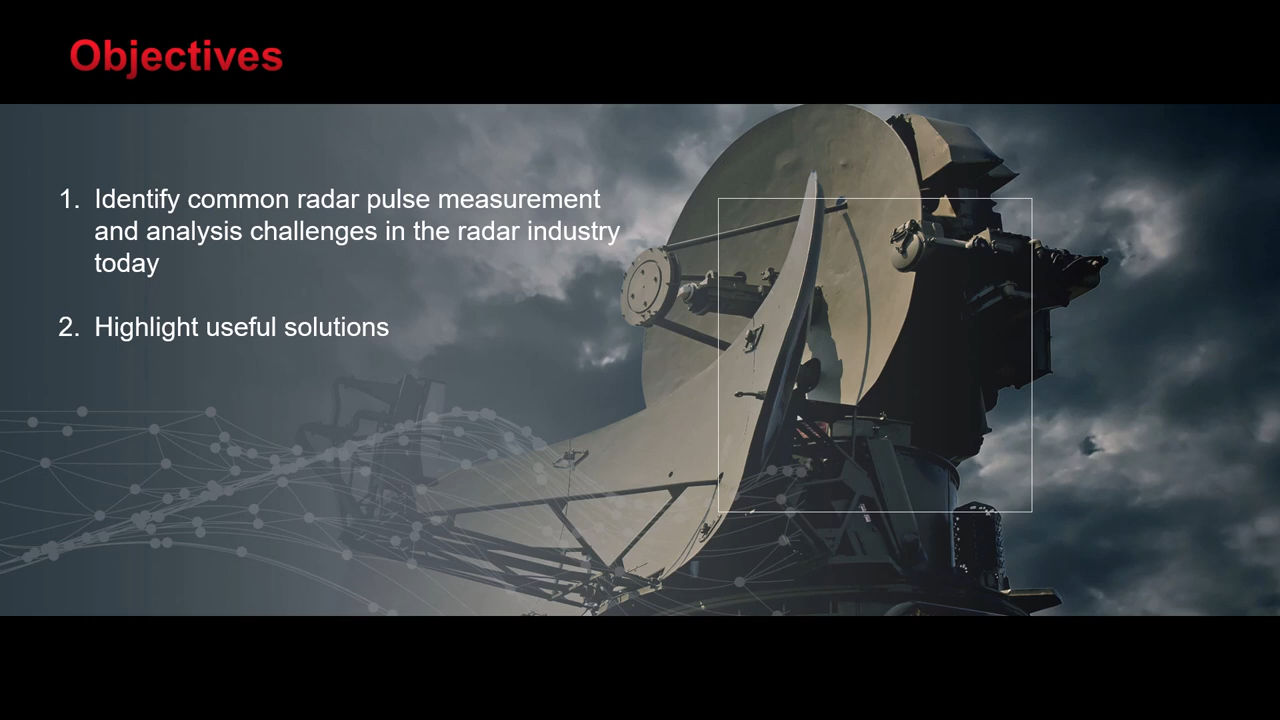 Objectives
1. Identify common radar pulse measurement
and analysis challenges in the radar industry
today
2. Highlight useful solutions